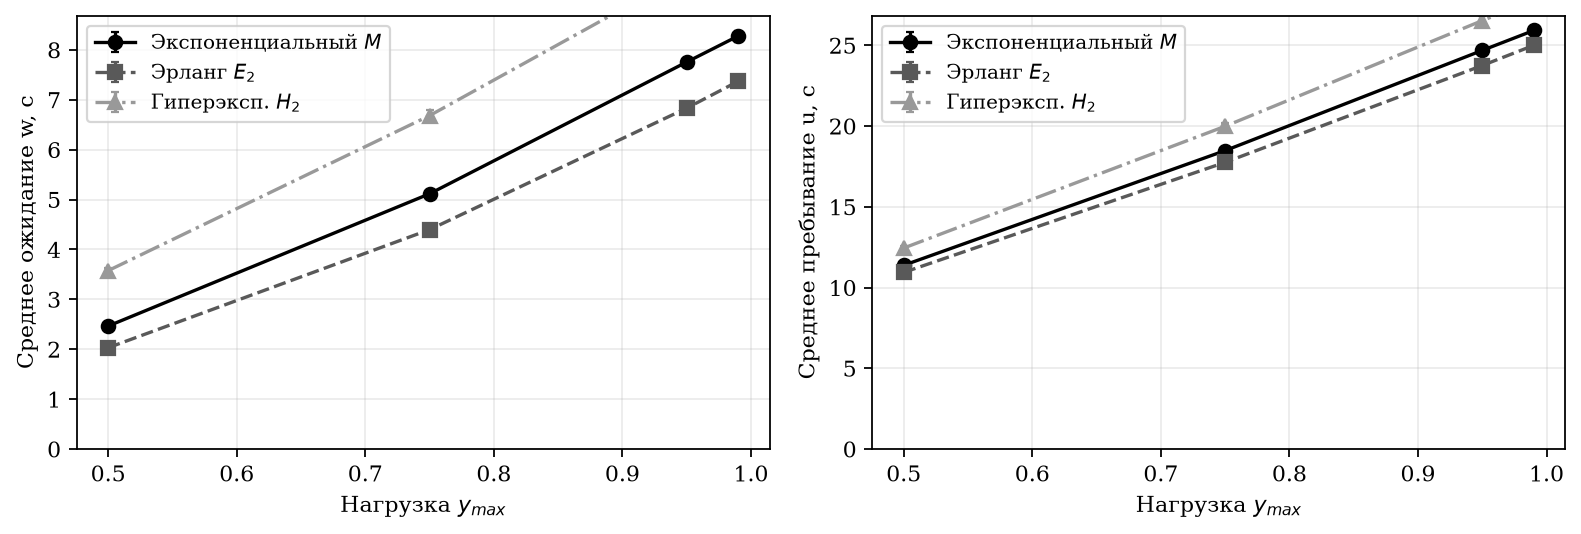 Среднее ожидание w, с
8
7
6
5
4
3
2
1
0
Экспоненциальный M
Эрланг E₂
Гиперэксп. H₂
0.5 0.6 0.7 0.8 0.9 1.0
Нагрузка y_max
Среднее пребывание u, с
25
20
15
10
5
0
Экспоненциальный M
Эрланг E₂
Гиперэксп. H₂
0.5 0.6 0.7 0.8 0.9 1.0
Нагрузка y_max